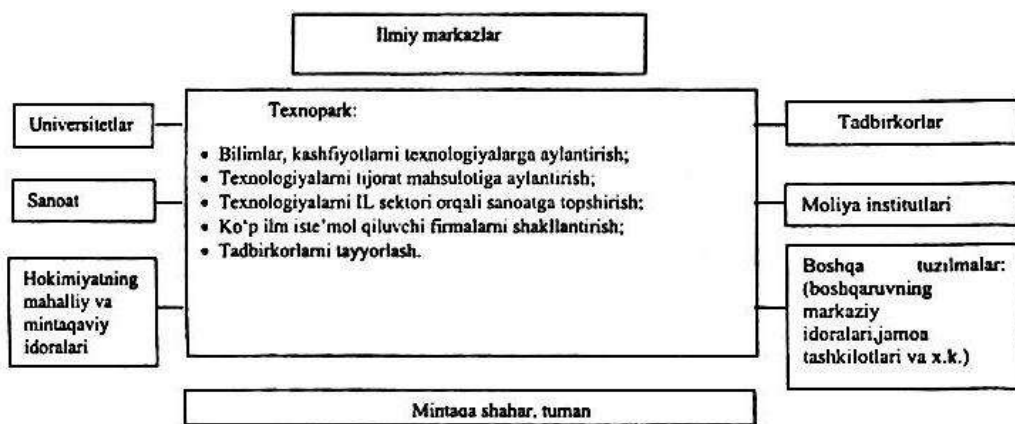 Ilmiy markazlar
Universitetlar
Sanoat
Hokimiyatning
mahalliy va
mintaqaviy
idoralari
Texnopark:
• Bilimlar, kashfiyotlarni texnologiyalarga aylantirish;
• Texnologiyalarni tijorat mahsulotiga aylantirish;
• Texnologiyalarni IL sektori orqali sanoatga topshirish;
• Ko‘p ilm iste’mol qiluvchi firmalarni shakllantirish;
• Tadbirkorlarni tayyorlash.
Tadbirkorlar
Moliya institutlari
Boshqa tuzilmalar:
(boshqaruvning
markaziy
idoralari,jamoa
tashkilotlari va x.k.)
Mintaqa shahar, tuman